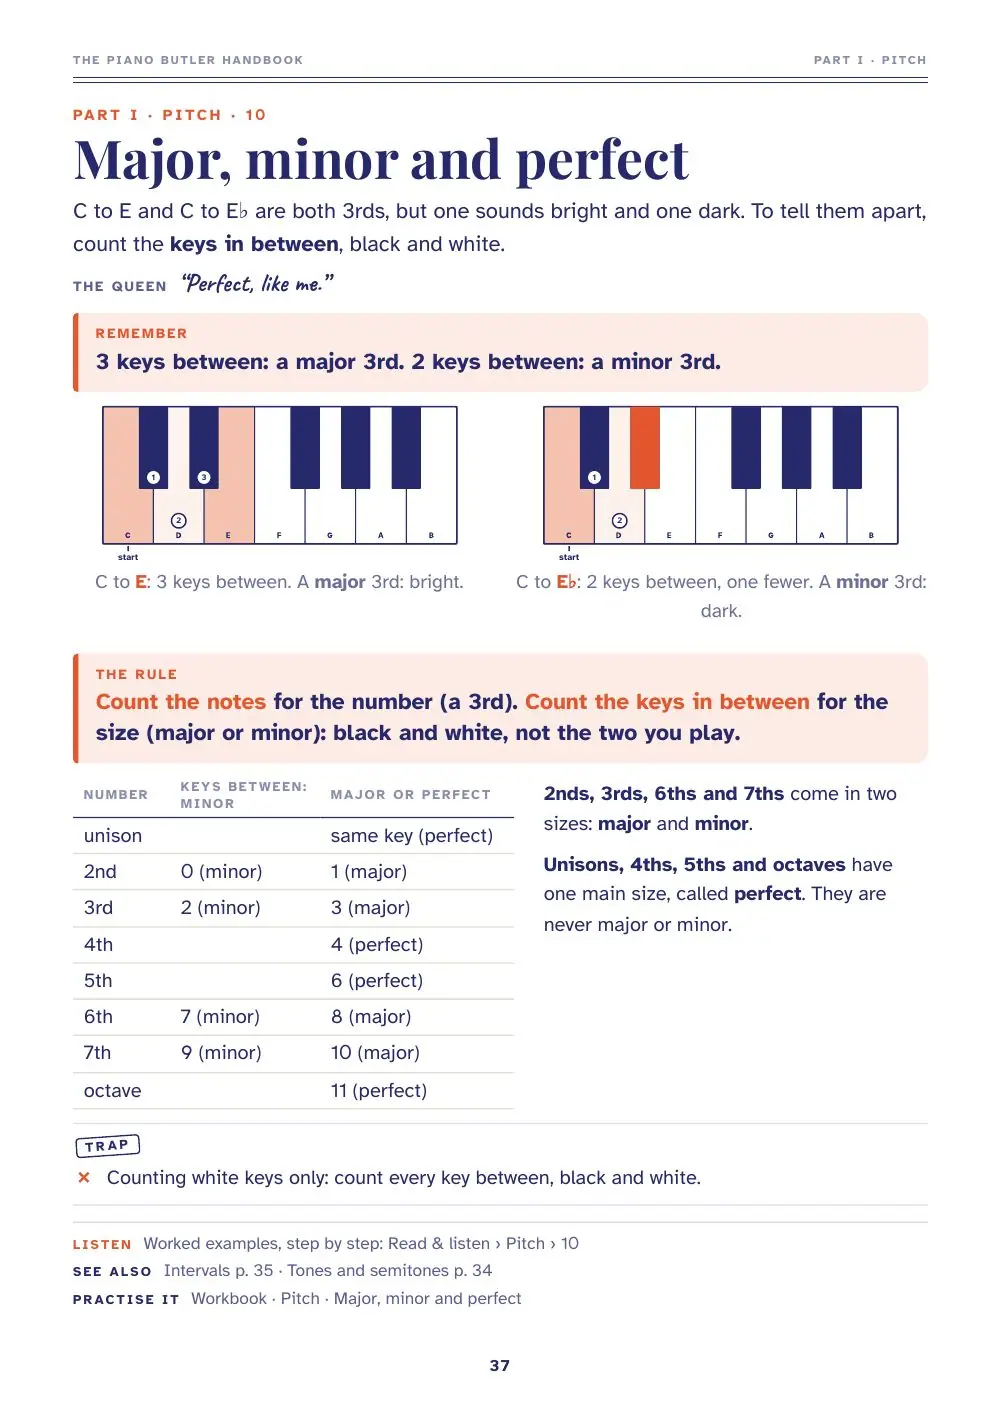 THE PIANO BUTLER HANDBOOK
PART I · PITCH
PART I · PITCH · 10
Major, minor and perfect
C to E and C to E♭ are both 3rds, but one sounds bright and one dark. To tell them apart,
count the keys in between, black and white.
THE QUEEN “Perfect, like me.”
REMEMBER
3 keys between: a major 3rd. 2 keys between: a minor 3rd.
1 3
2
C D E F G A B
start
C to E: 3 keys between. A major 3rd: bright.
1
2
C D E F G A B
start
C to E♭: 2 keys between, one fewer. A minor 3rd:
dark.
THE RULE
Count the notes for the number (a 3rd). Count the keys in between for the
size (major or minor): black and white, not the two you play.
NUMBER KEYS BETWEEN: MINOR MAJOR OR PERFECT
unison same key (perfect)
2nd 0 (minor) 1 (major)
3rd 2 (minor) 3 (major)
4th 4 (perfect)
5th 6 (perfect)
6th 7 (minor) 8 (major)
7th 9 (minor) 10 (major)
octave 11 (perfect)
2nds, 3rds, 6ths and 7ths come in two
sizes: major and minor.
Unisons, 4ths, 5ths and octaves have
one main size, called perfect. They are
never major or minor.
TRAP
× Counting white keys only: count every key between, black and white.
LISTEN Worked examples, step by step: Read & listen › Pitch › 10
SEE ALSO Intervals p. 35 · Tones and semitones p. 34
PRACTISE IT Workbook · Pitch · Major, minor and perfect
37